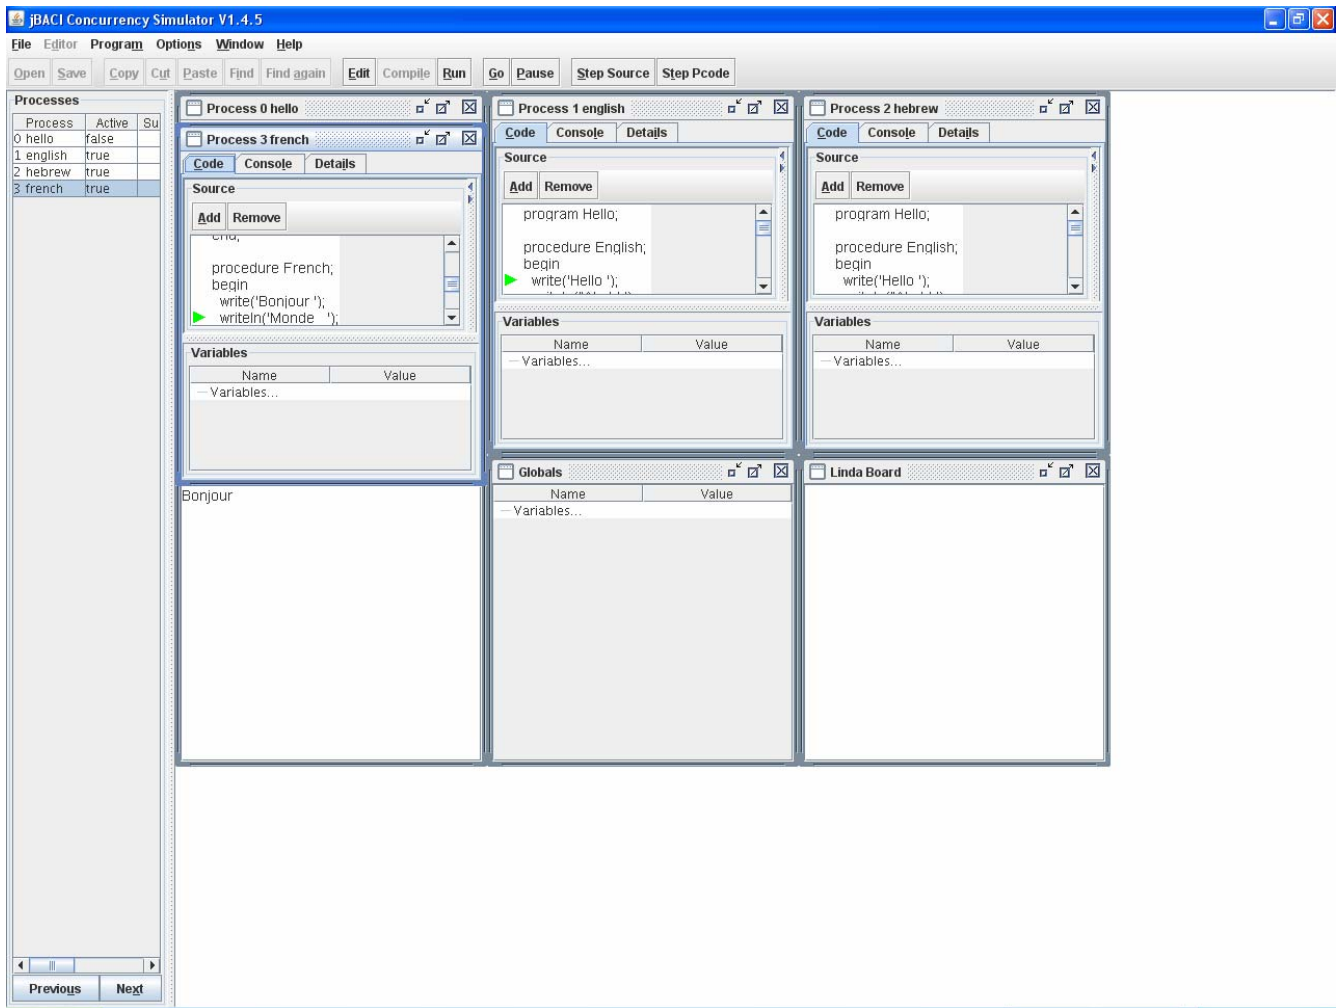 jBACI Concurrency Simulator V1.4.5
File Editor Program Options Window Help
Open Save Copy Cut Paste Find Find again Edit Compile Run Go Pause Step Source Step Pcode
Processes
Process Active Su
0 hello false
1 english true
2 hebrew true
3 french true
Previous Next
Process 0 hello
Process 3 french
Code Console Details
Source
Add Remove
end;
procedure French;
begin
write('Bonjour ');
writeln('Monde   ');
Variables
Name Value
Variables...
Bonjour
Process 1 english
Code Console Details
Source
Add Remove
program Hello;
procedure English;
begin
write('Hello ');
Variables
Name Value
Variables...
Process 2 hebrew
Code Console Details
Source
Add Remove
program Hello;
procedure English;
begin
write('Hello ');
Variables
Name Value
Variables...
Globals
Name Value
Variables...
Linda Board